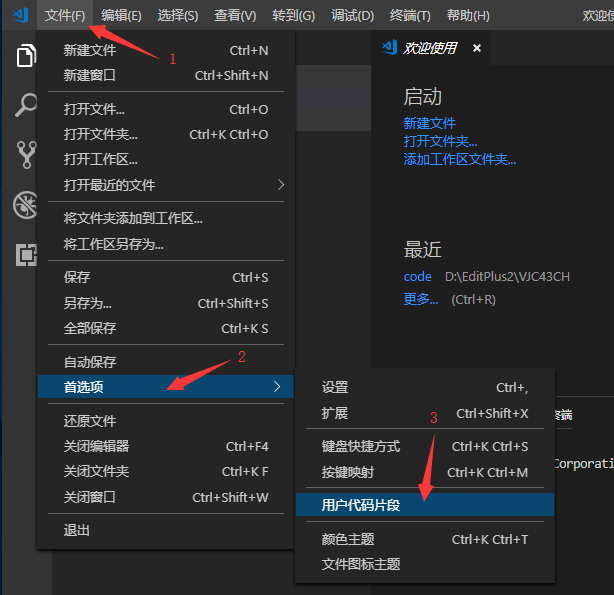 文件(F) 编辑(E) 选择(S) 查看(V) 转到(G) 调试(D) 终端(T) 帮助(H) 欢迎使
1
新建文件 Ctrl+N
新建窗口 Ctrl+Shift+N
打开文件... Ctrl+O
打开文件夹... Ctrl+K Ctrl+O
打开工作区...
打开最近的文件
将文件夹添加到工作区...
将工作区另存为...
保存 Ctrl+S
另存为... Ctrl+Shift+S
全部保存 Ctrl+K S
自动保存
2
首选项
还原文件
关闭编辑器 Ctrl+F4
关闭文件夹 Ctrl+K F
关闭窗口 Ctrl+Shift+W
退出
欢迎使用
启动
新建文件
打开文件夹...
添加工作区文件夹...
最近
code D:\EditPlus2\VJC43CH
更多... (Ctrl+R)
设置 Ctrl+,
扩展 Ctrl+Shift+X
3
键盘快捷方式 Ctrl+K Ctrl+S
按键映射 Ctrl+K Ctrl+M
用户代码片段
颜色主题 Ctrl+K Ctrl+T
文件图标主题
终端
Corporati